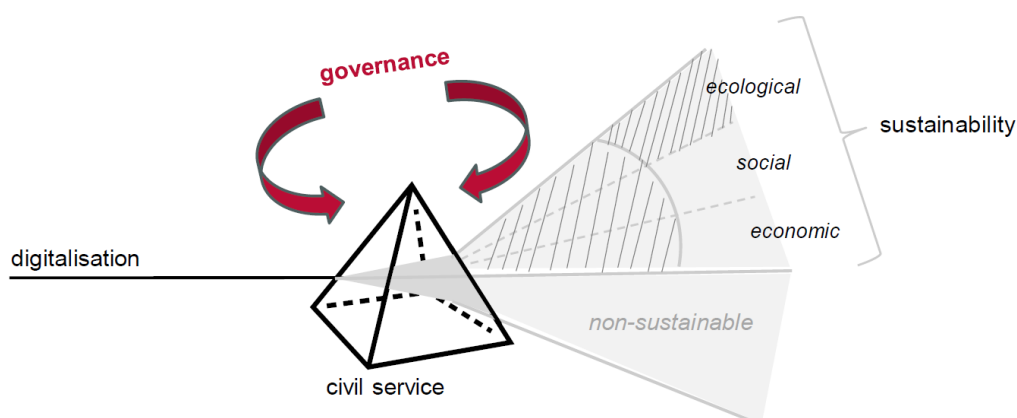 governance
ecological
sustainability
social
economic
digitalisation
non-sustainable
civil service